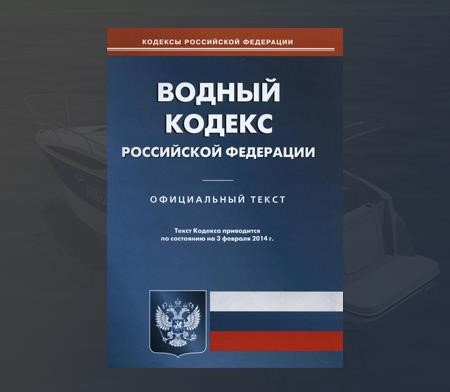 КОДЕКСЫ РОССИЙСКОЙ ФЕДЕРАЦИИ
ВОДНЫЙ
КОДЕКС
РОССИЙСКОЙ ФЕДЕРАЦИИ
ОФИЦИАЛЬНЫЙ ТЕКСТ
Текст Кодекса приводится
по состоянию на 3 февраля 2014 г.